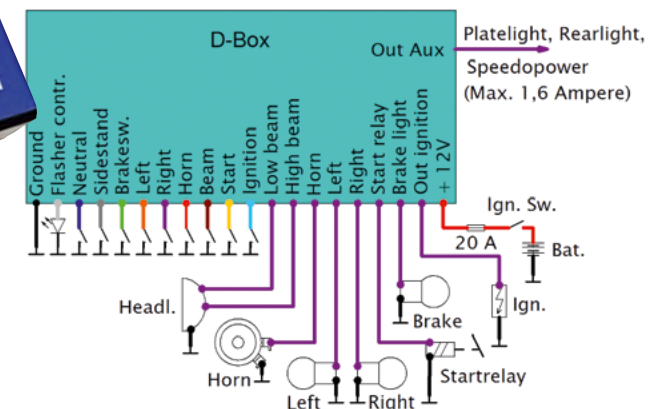 D-Box
Out Aux
Platelight, Rearlight,
Speedopower
(Max. 1,6 Ampere)
Ground
Flasher contr.
Neutral
Sidestand
Brakesw.
Left
Right
Horn
Beam
Start
Ignition
Low beam
High beam
Horn
Left
Right
Start relay
Brake light
Out ignition
+ 12V
Ign. Sw.
20 A
Bat.
Headl.
Ign.
Brake
Horn
Startrelay
Left
Right